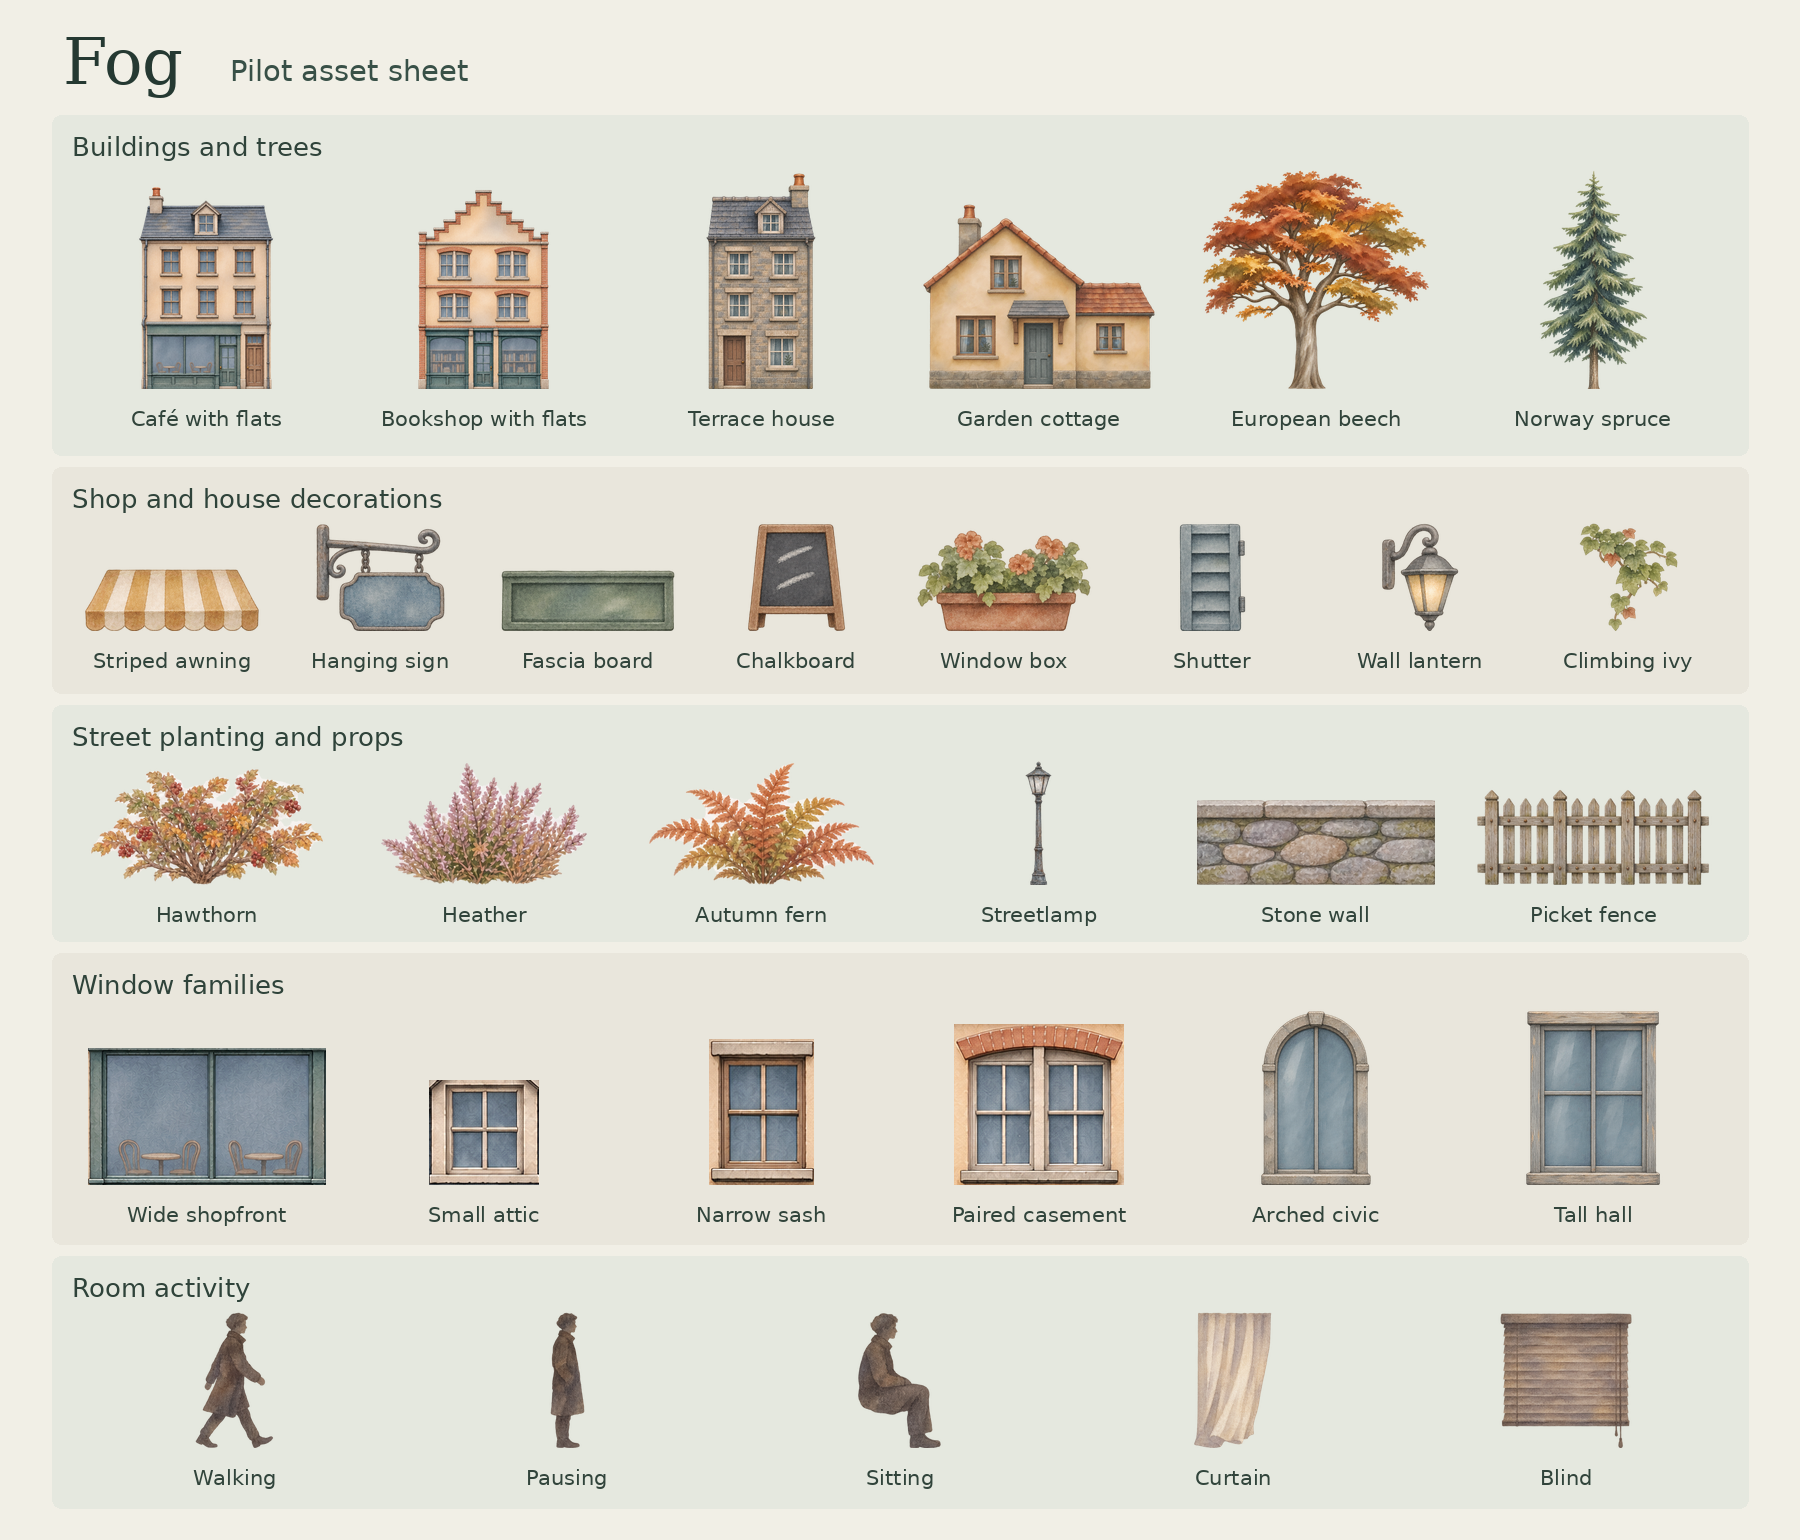 Fog
Pilot asset sheet
Buildings and trees
Café with flats
Bookshop with flats
Terrace house
Garden cottage
European beech
Norway spruce
Shop and house decorations
Striped awning
Hanging sign
Fascia board
Chalkboard
Window box
Shutter
Wall lantern
Climbing ivy
Street planting and props
Hawthorn
Heather
Autumn fern
Streetlamp
Stone wall
Picket fence
Window families
Wide shopfront
Small attic
Narrow sash
Paired casement
Arched civic
Tall hall
Room activity
Walking
Pausing
Sitting
Curtain
Blind